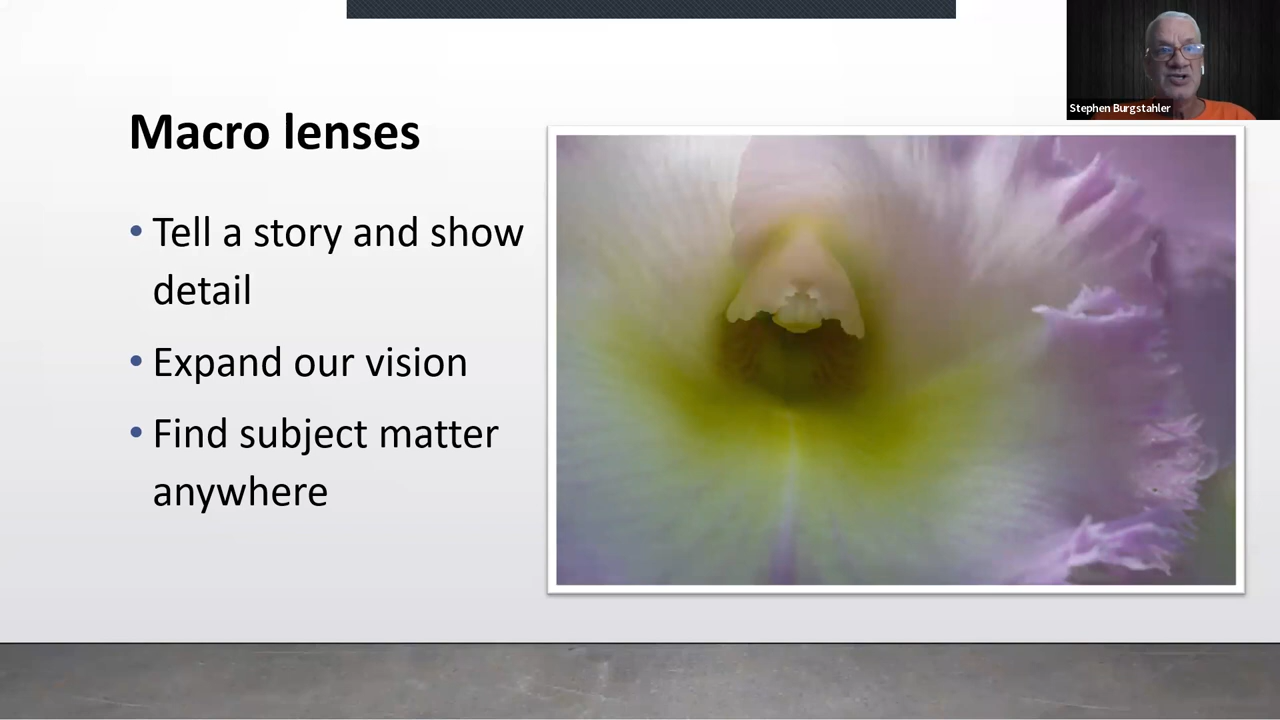 Stephen Burgstahler
Macro lenses
• Tell a story and show
detail
• Expand our vision
• Find subject matter
anywhere